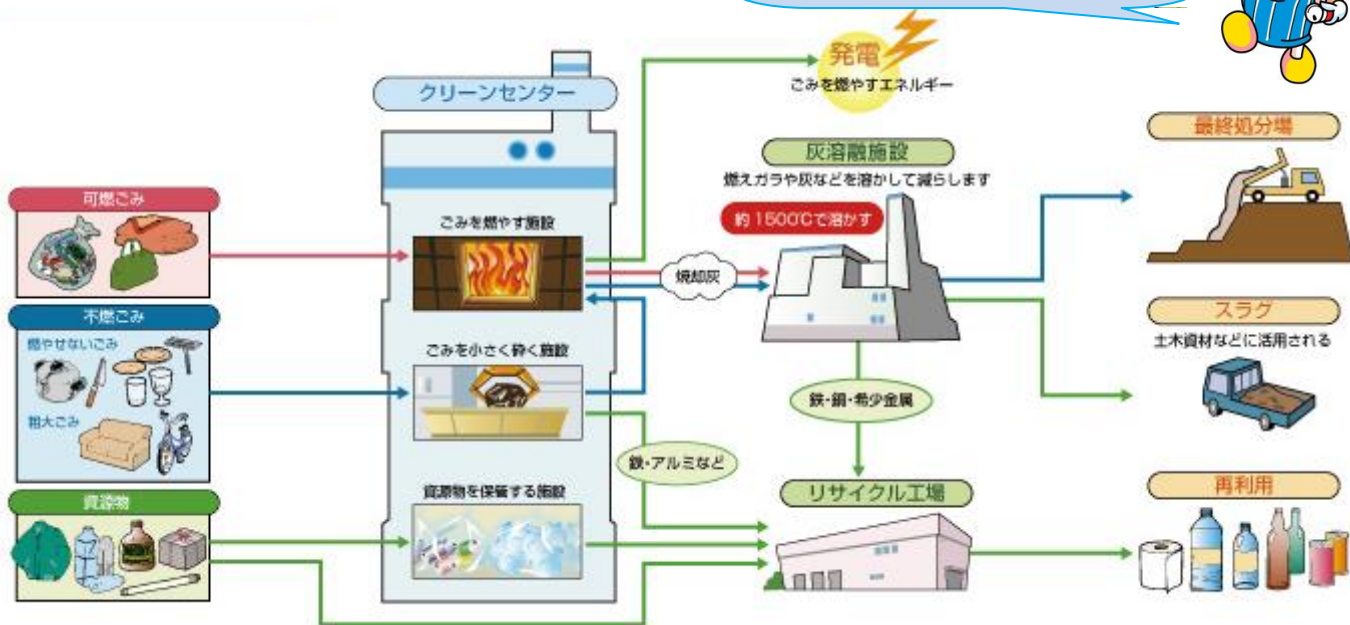 発電
ごみを燃やすエネルギー
クリーンセンター
最終処分場
灰溶融施設
燃えガラや灰などを溶かして減らします
約1500℃で溶かす
可燃ごみ
ごみを燃やす施設
焼却灰
不燃ごみ
燃やせないごみ
粗大ごみ
ごみを小さく砕く施設
スラグ
土木資材などに活用される
鉄・銅・希少金属
鉄・アルミなど
資源物
資源物を保管する施設
リサイクル工場
再利用